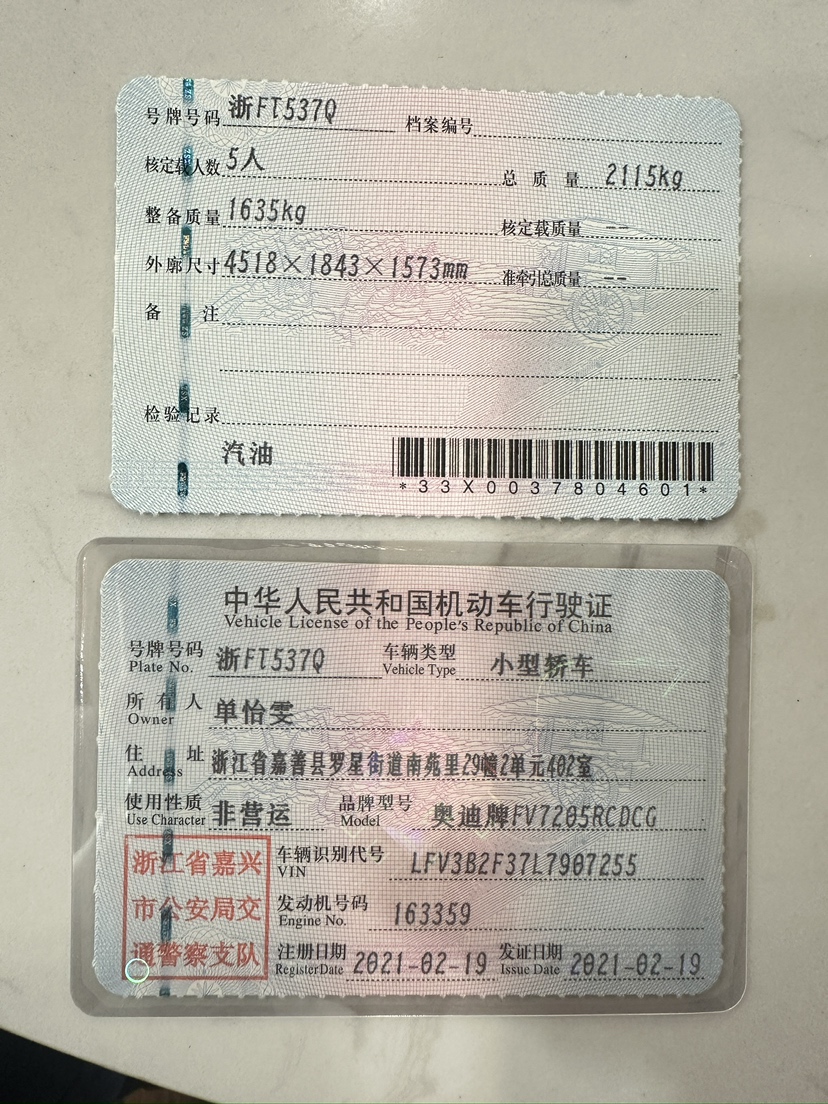 号牌号码 浙FT537Q 档案编号
核定载人数 5人 总质量 2115kg
整备质量 1635kg 核定载质量 --
外廓尺寸 4518×1843×1573mm 准牵引总质量 --
备注
检验记录
汽油
*33X0037804601*
中华人民共和国机动车行驶证
Vehicle License of the People's Republic of China
号牌号码 浙FT537Q 车辆类型 小型轿车
Plate No. Vehicle Type
所有人 单怡雯
Owner
住址 浙江省嘉善县罗星街道南苑里29幢2单元402室
Address
使用性质 非营运 品牌型号 奥迪牌FV7205RCDCG
Use Character Model
浙江省嘉兴
市公安局交
通警察支队
车辆识别代号 LFV3B2F37L7907255
VIN
发动机号码 163359
Engine No.
注册日期 2021-02-19 发证日期 2021-02-19
Register Date Issue Date